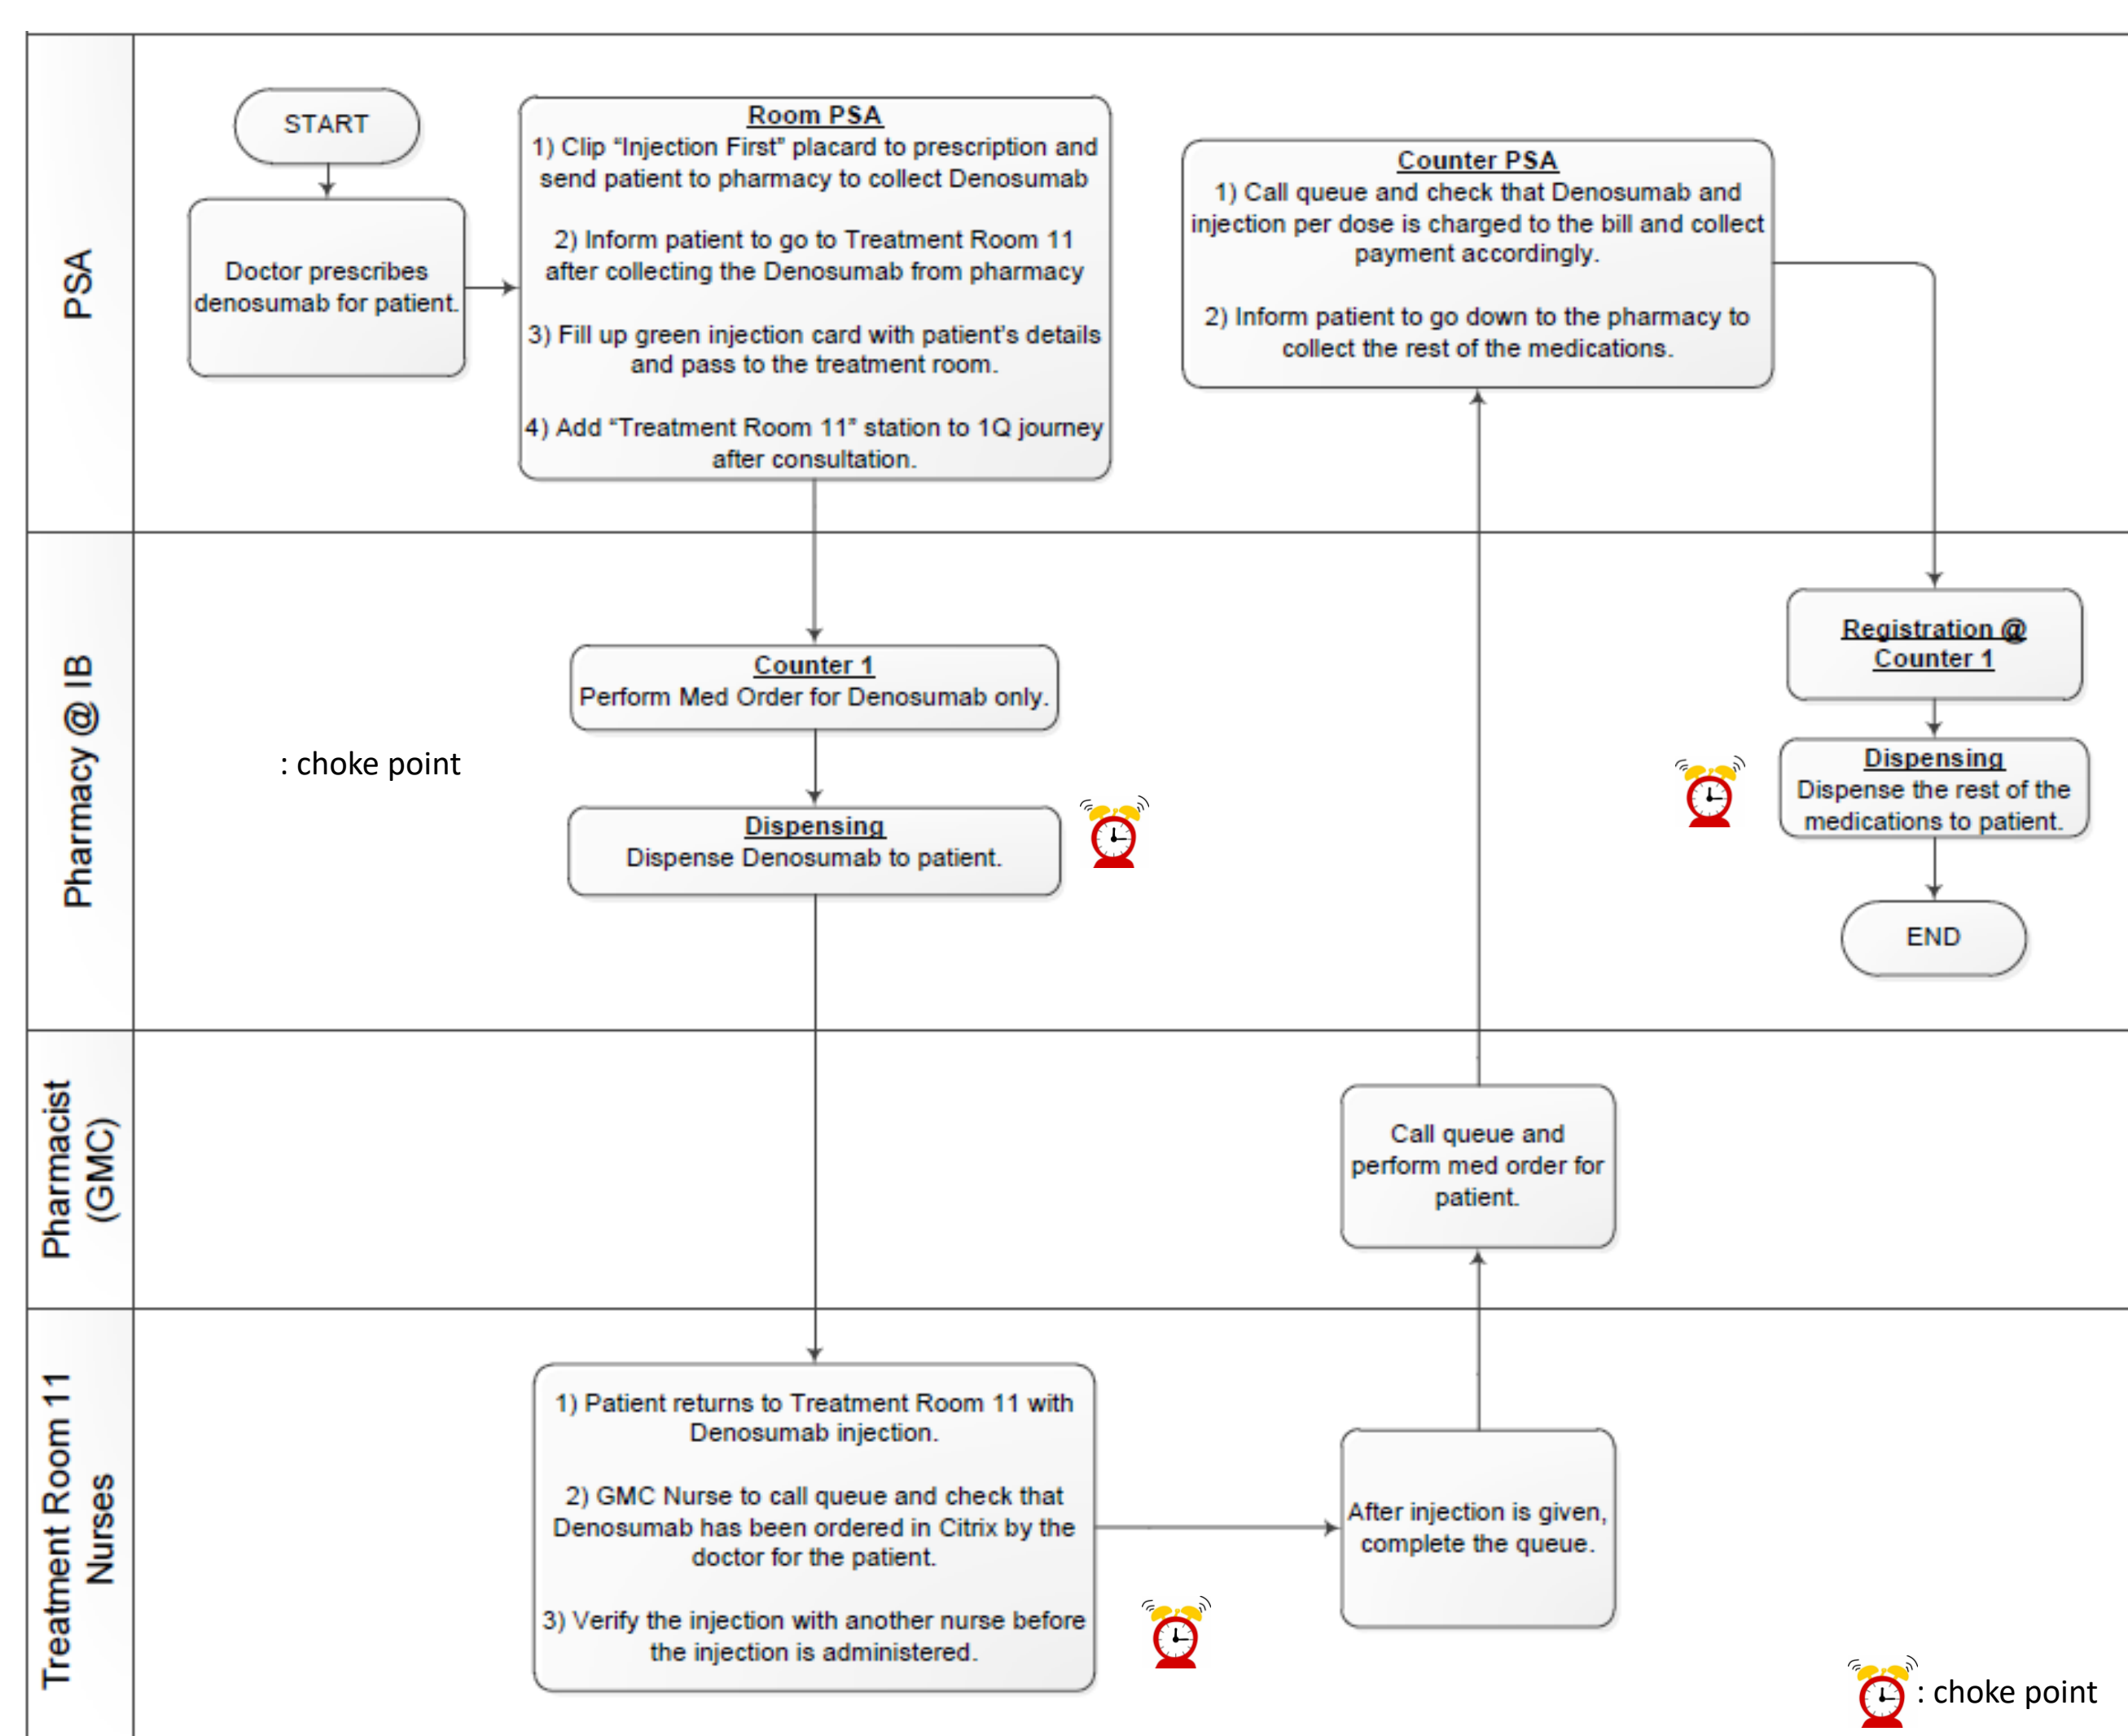 PSA
START
Doctor prescribes
denosumab for patient.
Room PSA
1) Clip “Injection First” placard to prescription and
send patient to pharmacy to collect Denosumab
2) Inform patient to go to Treatment Room 11
after collecting the Denosumab from pharmacy
3) Fill up green injection card with patient’s details
and pass to the treatment room.
4) Add “Treatment Room 11” station to 1Q journey
after consultation.
Counter PSA
1) Call queue and check that Denosumab and
injection per dose is charged to the bill and collect
payment accordingly.
2) Inform patient to go down to the pharmacy to
collect the rest of the medications.
Pharmacy @ IB
: choke point
Counter 1
Perform Med Order for Denosumab only.
Dispensing
Dispense Denosumab to patient.
Registration @
Counter 1
Dispensing
Dispense the rest of the
medications to patient.
END
Pharmacist
(GMC)
Call queue and
perform med order for
patient.
Treatment Room 11
Nurses
1) Patient returns to Treatment Room 11 with
Denosumab injection.
2) GMC Nurse to call queue and check that
Denosumab has been ordered in Citrix by the
doctor for the patient.
3) Verify the injection with another nurse before
the injection is administered.
After injection is given,
complete the queue.
: choke point